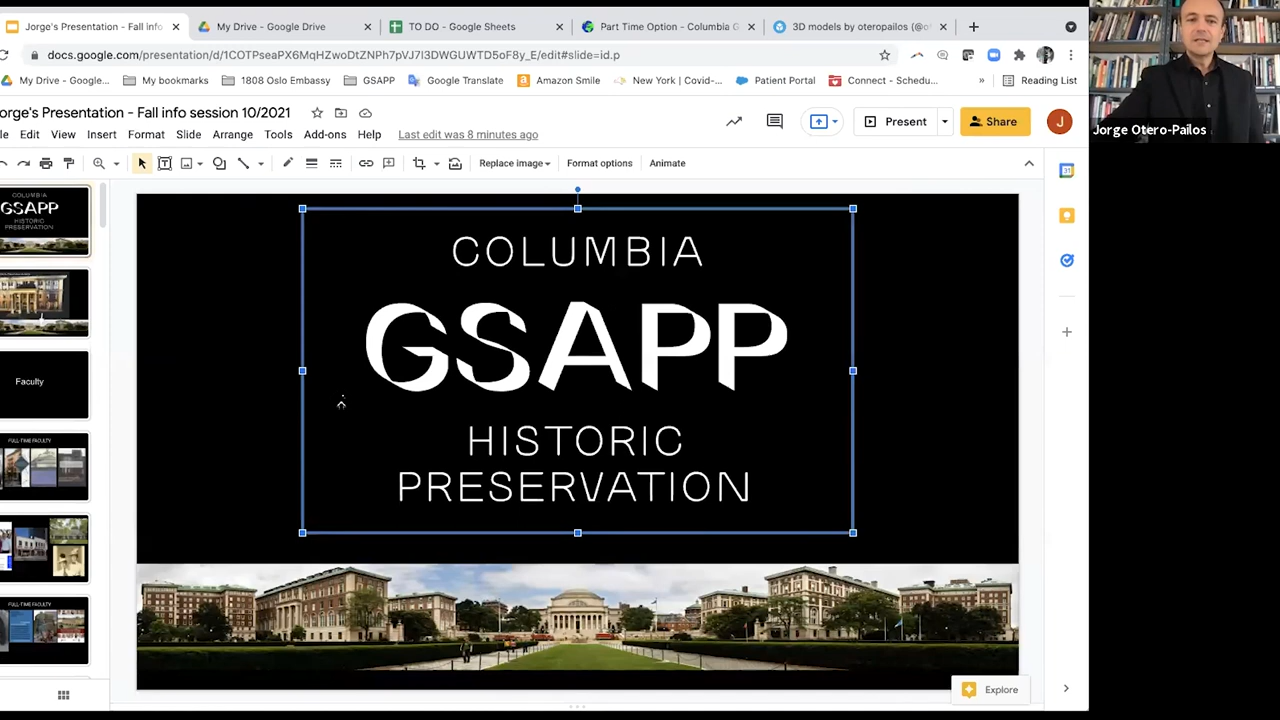 Jorge's Presentation - Fall info
My Drive - Google Drive
TO DO - Google Sheets
Part Time Option - Columbia G
3D models by oteropailos (@o
docs.google.com/presentation/d/1COTPseaPX6MqHZwoDtZNPh7pVJ7I3DWGUWTD5oF8y_E/edit#slide=id.p
My Drive - Google...
My bookmarks
1808 Oslo Embassy
GSAPP
Google Translate
Amazon Smile
New York | Covid-...
Patient Portal
Connect - Schedu...
»
Reading List
orge's Presentation - Fall info session 10/2021
le Edit View Insert Format Slide Arrange Tools Add-ons Help Last edit was 8 minutes ago
Present
Share
J
Replace image
Format options
Animate
31
COLUMBIA
GSAPP
HISTORIC
PRESERVATION
Faculty
FULL-TIME FACULTY
FULL-TIME FACULTY
COLUMBIA
GSAPP
HISTORIC
PRESERVATION
Explore
Jorge Otero-Pailos